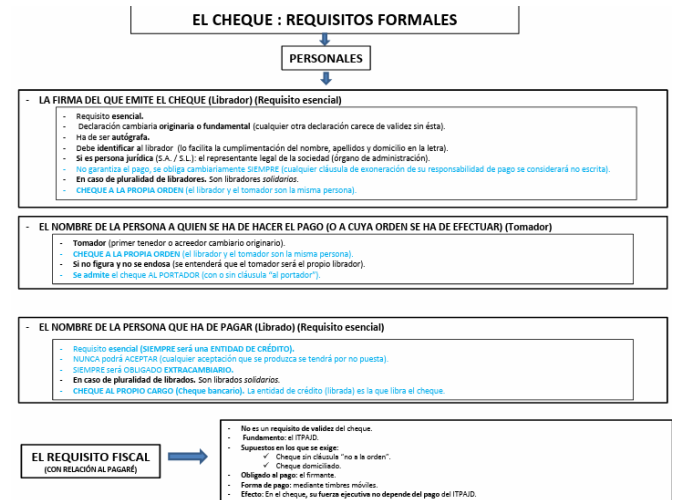 EL CHEQUE : REQUISITOS FORMALES
PERSONALES
- LA FIRMA DEL QUE EMITE EL CHEQUE (Librador) (Requisito esencial)
- Requisito esencial.
- Declaración cambiaria originaria o fundamental (cualquier otra declaración carece de validez sin ésta).
- Ha de ser autógrafa.
- Debe identificar al librador (lo facilita la cumplimentación del nombre, apellidos y domicilio en la letra).
- Si es persona jurídica (S.A. / S.L.): el representante legal de la sociedad (órgano de administración).
- No garantiza el pago, se obliga cambiariamente SIEMPRE (cualquier cláusula de exoneración de su responsabilidad de pago se considerará no escrita).
- En caso de pluralidad de libradores. Son libradores solidarios.
- CHEQUE A LA PROPIA ORDEN (el librador y el tomador son la misma persona).
- EL NOMBRE DE LA PERSONA A QUIEN SE HA DE HACER EL PAGO (O A CUYA ORDEN SE HA DE EFECTUAR) (Tomador)
- Tomador (primer tenedor o acreedor cambiario originario).
- CHEQUE A LA PROPIA ORDEN (el librador y el tomador son la misma persona).
- Si no figura y no se endosa (se entenderá que el tomador será el propio librador).
- Se admite el cheque AL PORTADOR (con o sin cláusula "al portador").
- EL NOMBRE DE LA PERSONA QUE HA DE PAGAR (Librado) (Requisito esencial)
- Requisito esencial (SIEMPRE será una ENTIDAD DE CRÉDITO).
- NUNCA podrá ACEPTAR (cualquier aceptación que se produzca se tendrá por no puesta).
- SIEMPRE será OBLIGADO EXTRACAMBIARIO.
- En caso de pluralidad de librados. Son librados solidarios.
- CHEQUE AL PROPIO CARGO (Cheque bancario). La entidad de crédito (librada) es la que libra el cheque.
EL REQUISITO FISCAL
(CON RELACIÓN AL PAGARÉ)
- No es un requisito de validez del cheque.
- Fundamento: el ITPAJD.
- Supuestos en los que se exige:
✓ Cheque sin cláusula "no a la orden".
✓ Cheque domiciliado.
- Obligado al pago: el firmante.
- Forma de pago: mediante timbres móviles.
- Efecto: En el cheque, su fuerza ejecutiva no depende del pago del ITPAJD.